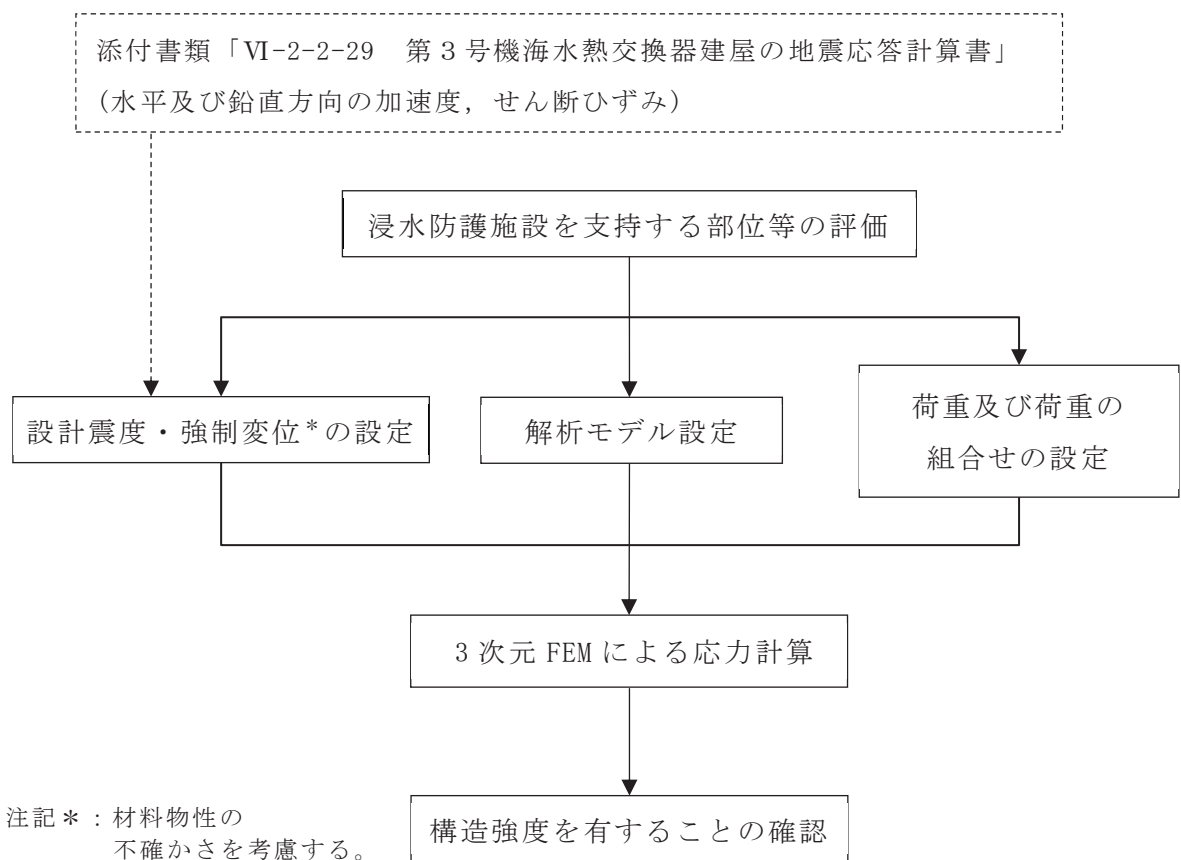 添付書類「Ⅵ-2-2-29　第3号機海水熱交換器建屋の地震応答計算書」
(水平及び鉛直方向の加速度，せん断ひずみ)
浸水防護施設を支持する部位等の評価
設計震度・強制変位*の設定
解析モデル設定
荷重及び荷重の
組合せの設定
3次元FEMによる応力計算
構造強度を有することの確認
注記*：材料物性の
不確かさを考慮する。